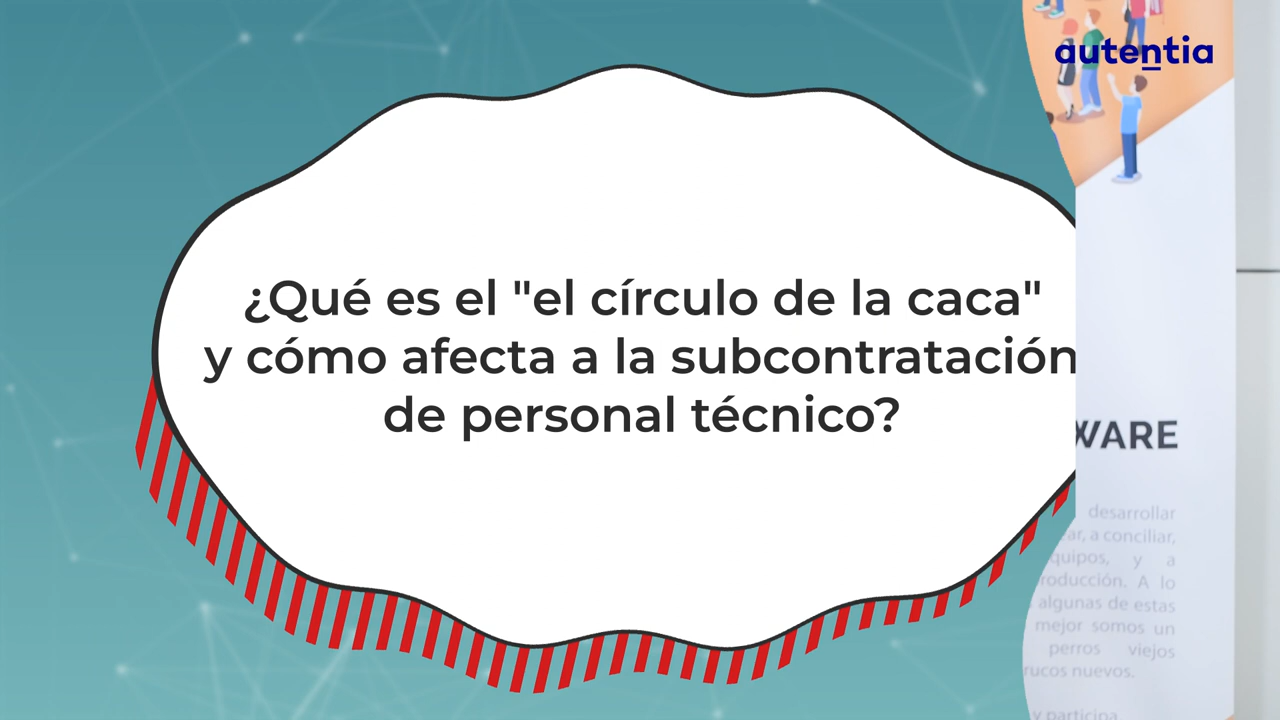 autentia
¿Qué es el "el círculo de la caca"
y cómo afecta a la subcontratación
de personal técnico?
WARE
desarrollar
a conciliar,
quipos, y a
roducción. A lo
algunas de estas
mejor somos un
perros viejos
rucos nuevos.
y participa